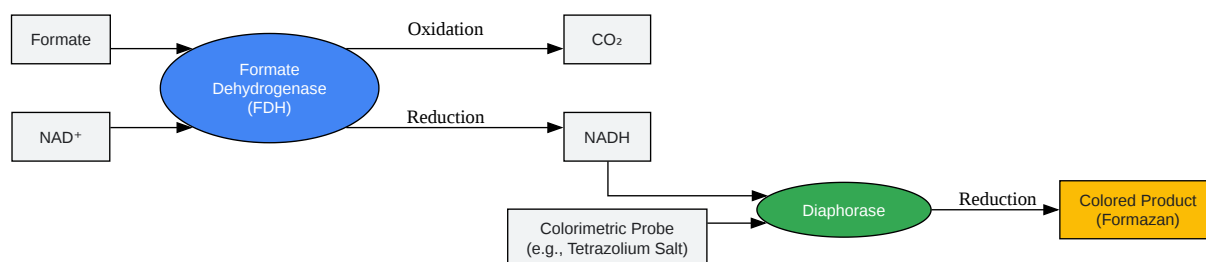 Formate
Oxidation
CO₂
Formate
Dehydrogenase
(FDH)
NAD⁺
Reduction
NADH
Colorimetric Probe
(e.g., Tetrazolium Salt)
Diaphorase
Reduction
Colored Product
(Formazan)